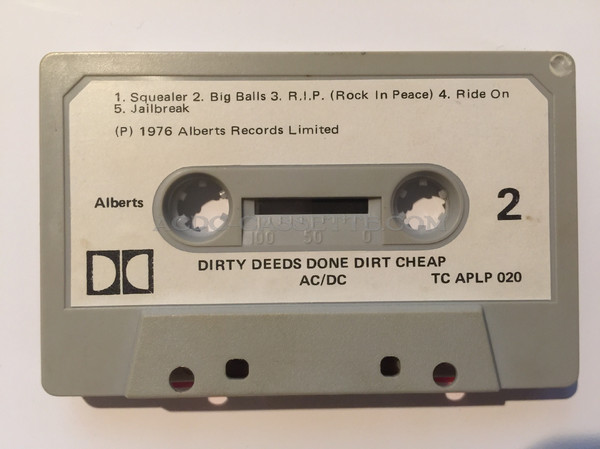 1. Squealer 2. Big Balls 3. R.I.P. (Rock In Peace) 4. Ride On
5. Jailbreak
(P) 1976 Alberts Records Limited
Alberts
2
100 50 0
DIRTY DEEDS DONE DIRT CHEAP
AC/DC
TC APLP 020